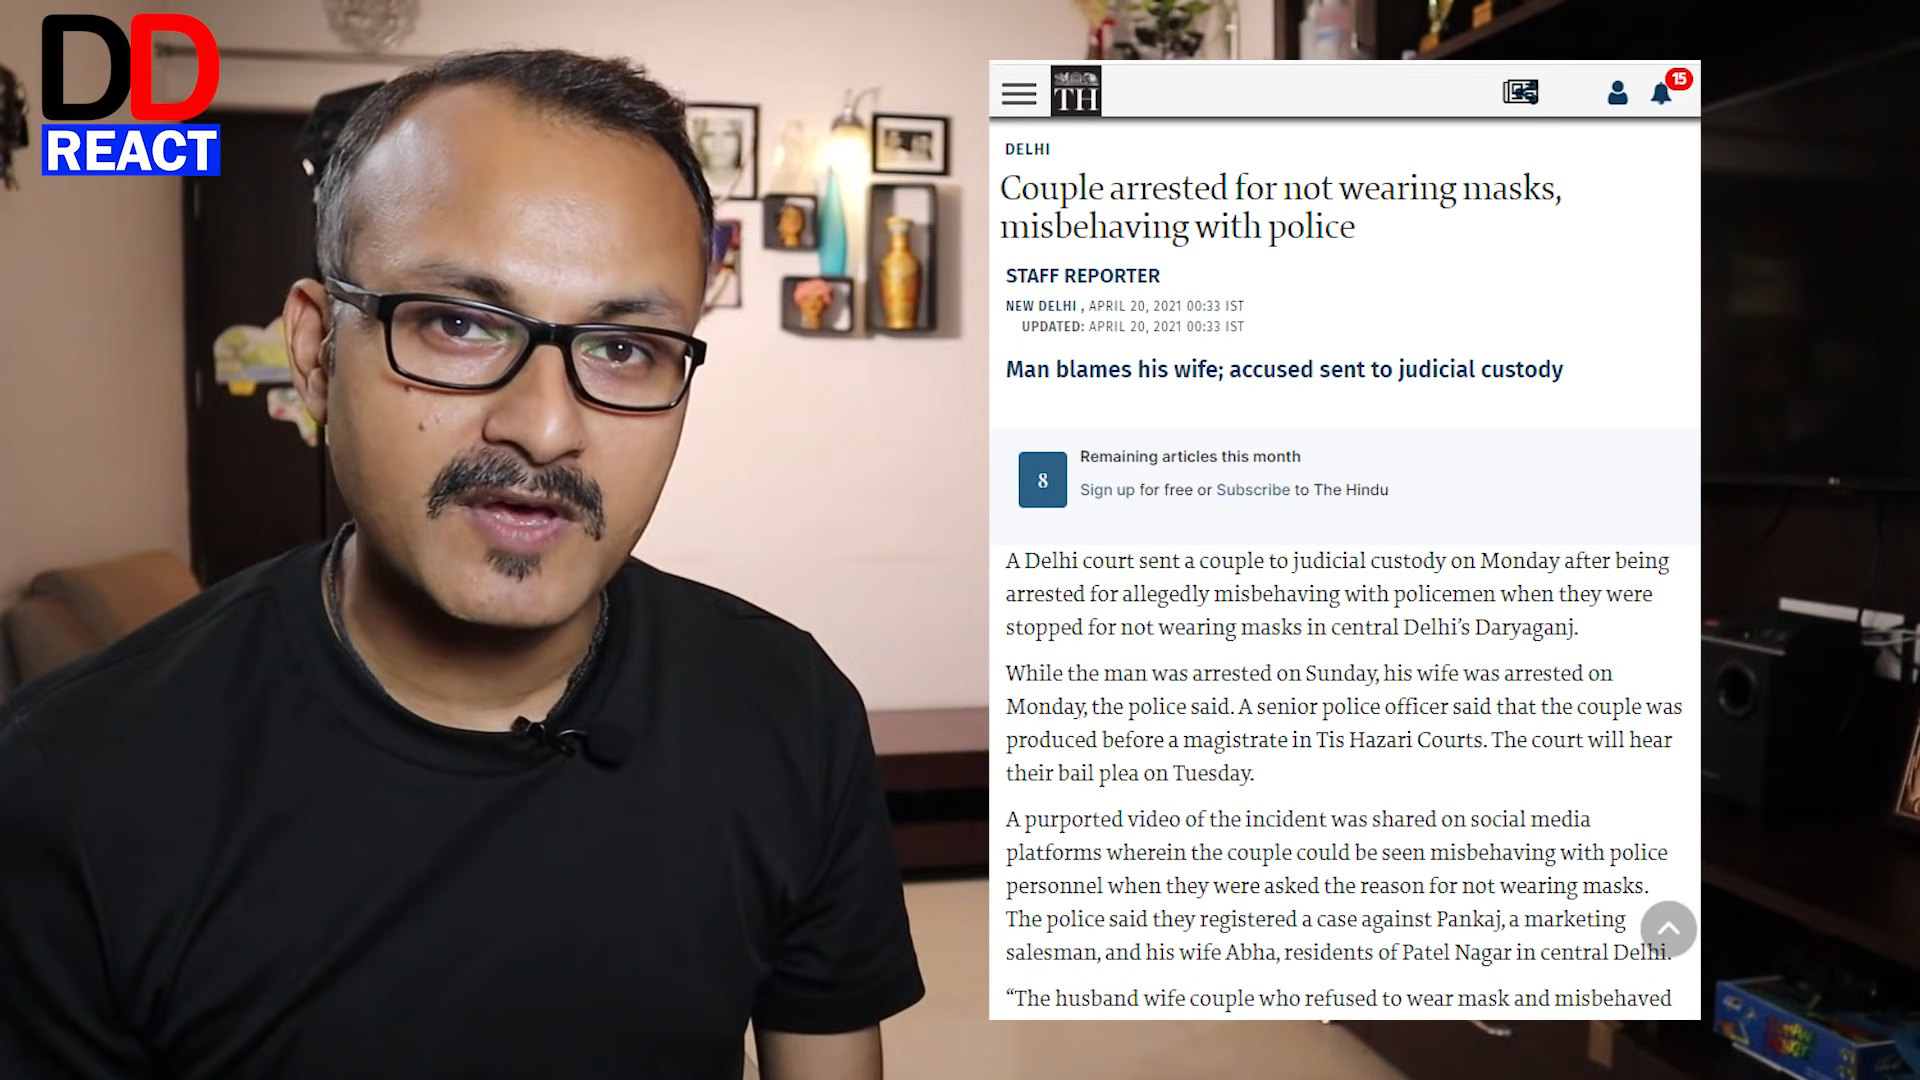 DD
REACT
TH
15
DELHI
Couple arrested for not wearing masks,
misbehaving with police
STAFF REPORTER
NEW DELHI , APRIL 20, 2021 00:33 IST
UPDATED: APRIL 20, 2021 00:33 IST
Man blames his wife; accused sent to judicial custody
8
Remaining articles this month
Sign up for free or Subscribe to The Hindu
A Delhi court sent a couple to judicial custody on Monday after being
arrested for allegedly misbehaving with policemen when they were
stopped for not wearing masks in central Delhi’s Daryaganj.
While the man was arrested on Sunday, his wife was arrested on
Monday, the police said. A senior police officer said that the couple was
produced before a magistrate in Tis Hazari Courts. The court will hear
their bail plea on Tuesday.
A purported video of the incident was shared on social media
platforms wherein the couple could be seen misbehaving with police
personnel when they were asked the reason for not wearing masks.
The police said they registered a case against Pankaj, a marketing
salesman, and his wife Abha, residents of Patel Nagar in central Delhi.
“The husband wife couple who refused to wear mask and misbehaved